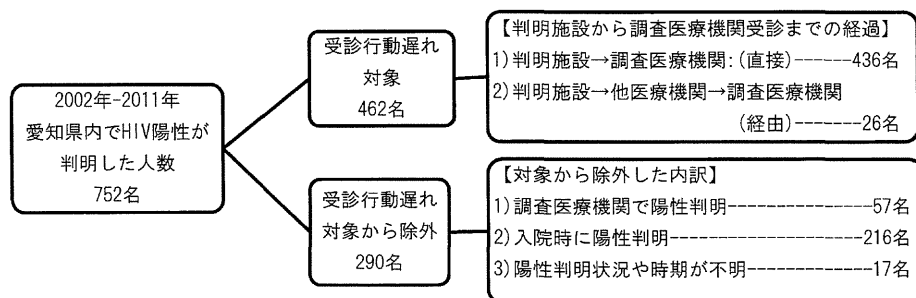 2002年-2011年
愛知県内でHIV陽性が
判明した人数
752名
受診行動遅れ
対象
462名
【判明施設から調査医療機関受診までの経過】
1)判明施設→調査医療機関:(直接)------436名
2)判明施設→他医療機関→調査医療機関
(経由)-----26名
受診行動遅れ
対象から除外
290名
【対象から除外した内訳】
1)調査医療機関で陽性判明---------------57名
2)入院時に陽性判明--------------------216名
3)陽性判明状況や時期が不明-------------17名